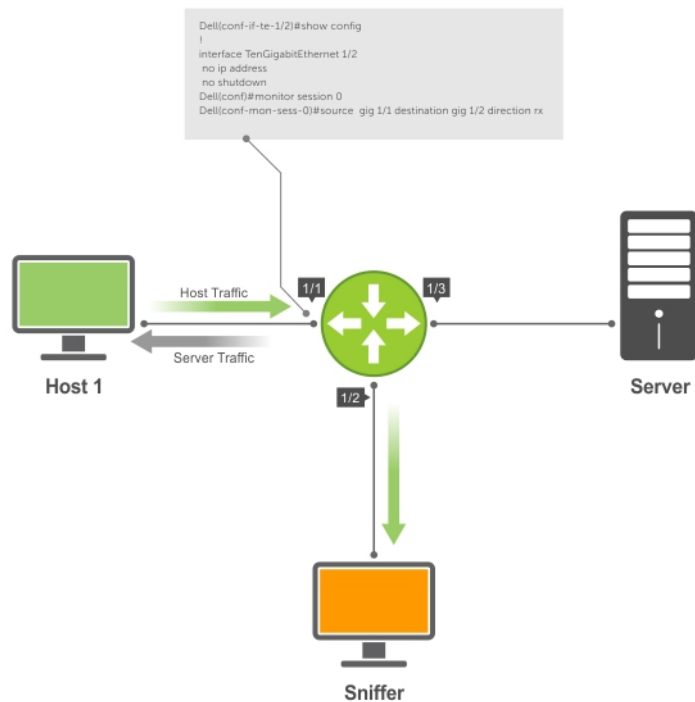 Dell(conf-if-te-1/2)#show config
!
interface TenGigabitEthernet 1/2
no ip address
no shutdown
Dell(conf)#monitor session 0
Dell(conf-mon-sess-0)#source gig 1/1 destination gig 1/2 direction rx
Host Traffic
1/1
1/3
Server Traffic
Host 1
Server
1/2
Sniffer